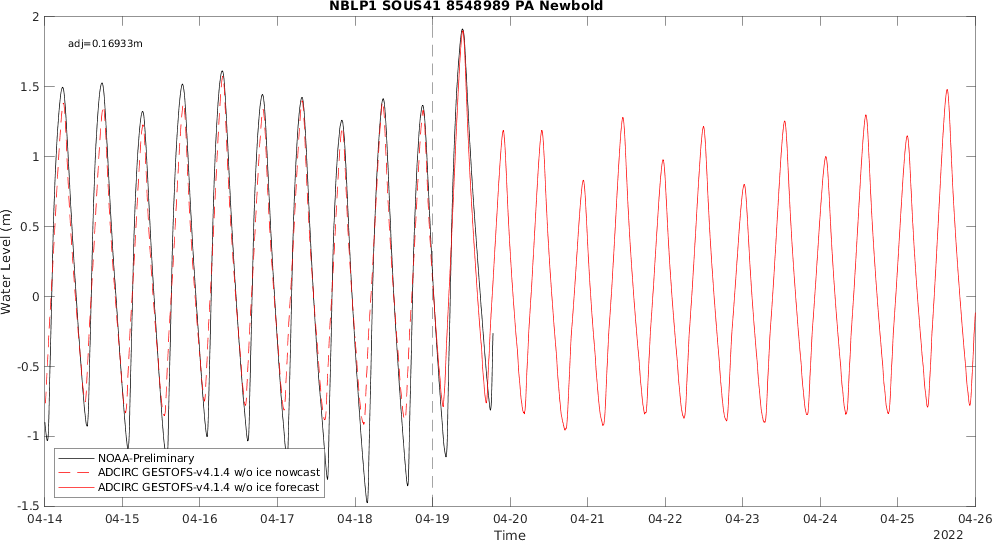 NBLP1 SOUS41 8548989 PA Newbold
adj=0.16933m
2
1.5
1
0.5
0
-0.5
-1
-1.5
Water Level (m)
NOAA-Preliminary
ADCIRC GESTOFS-v4.1.4 w/o ice nowcast
ADCIRC GESTOFS-v4.1.4 w/o ice forecast
04-14 04-15 04-16 04-17 04-18 04-19 04-20 04-21 04-22 04-23 04-24 04-25 04-26
Time
2022